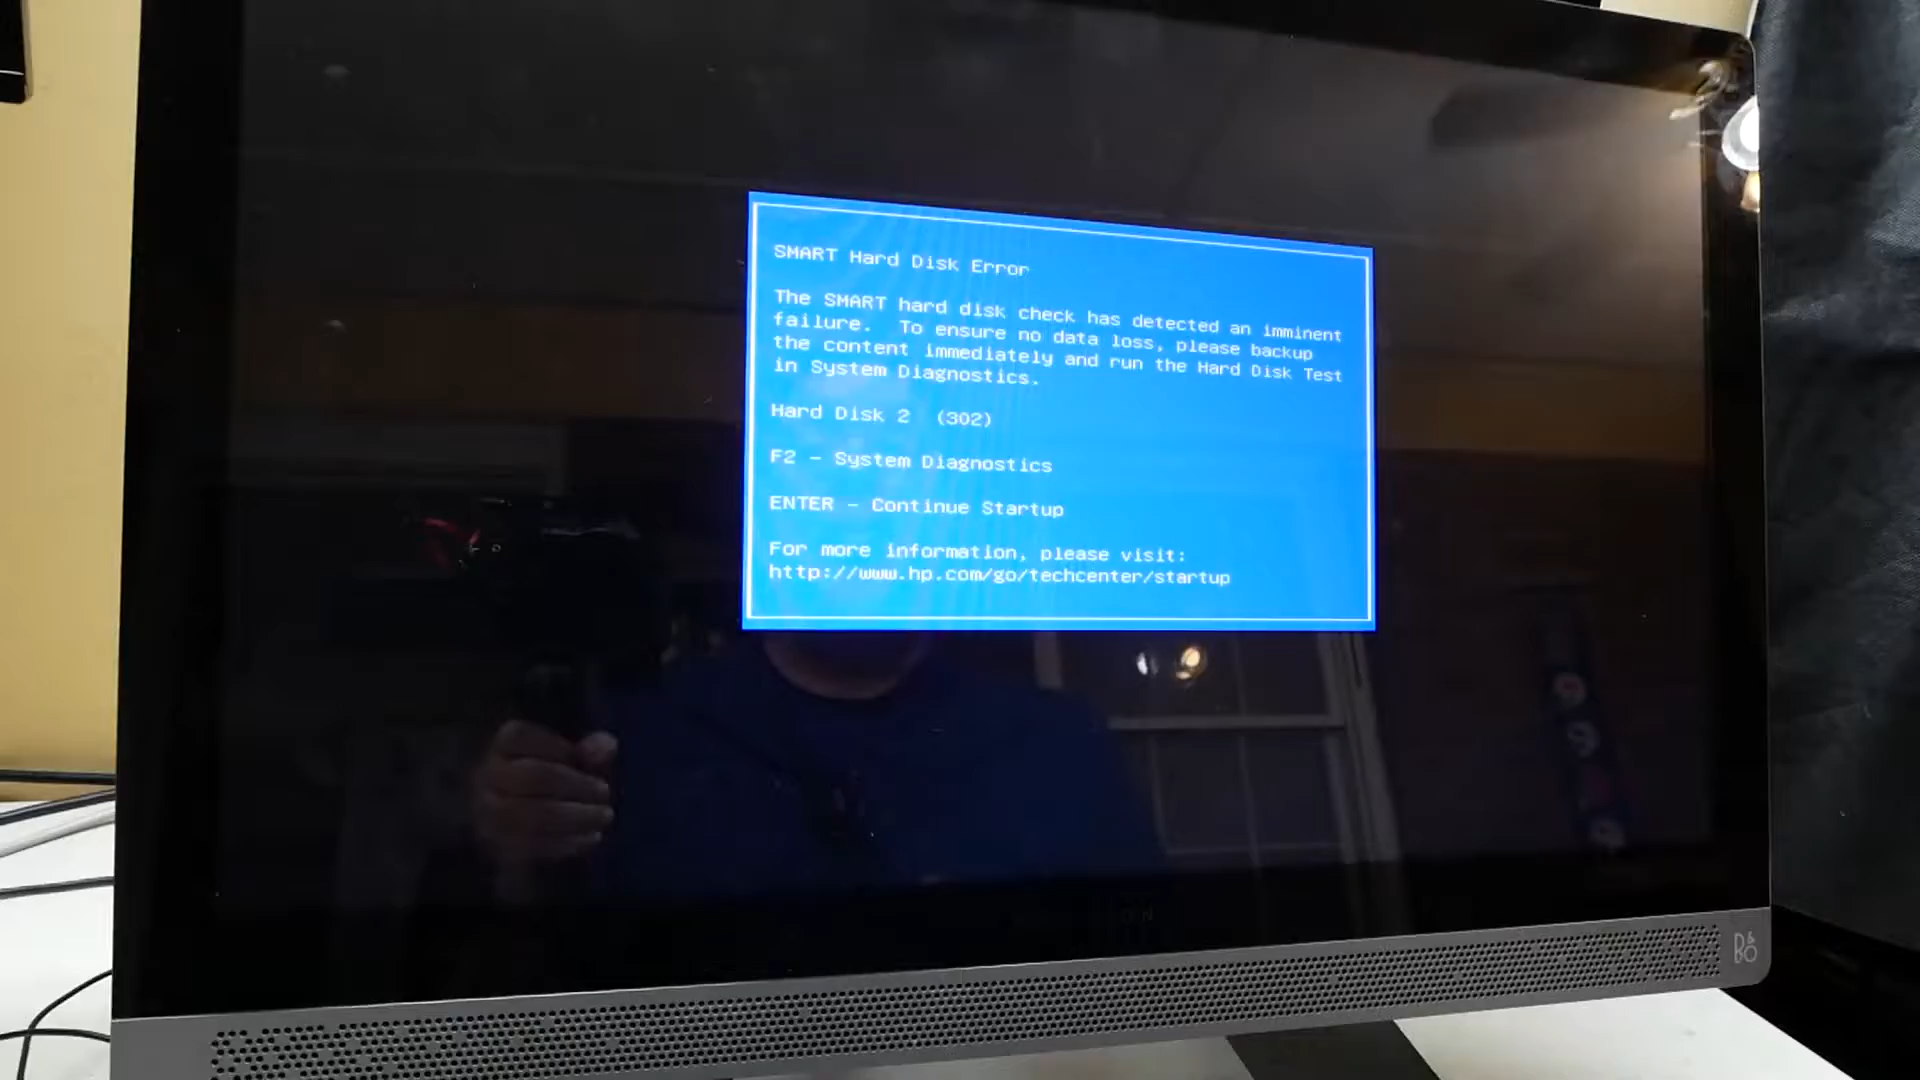 SMART Hard Disk Error
The SMART hard disk check has detected an imminent
failure.  To ensure no data loss, please backup
the content immediately and run the Hard Disk Test
in System Diagnostics.
Hard Disk 2  (302)
F2 - System Diagnostics
ENTER - Continue Startup
For more information, please visit:
http://www.hp.com/go/techcenter/startup
B&O